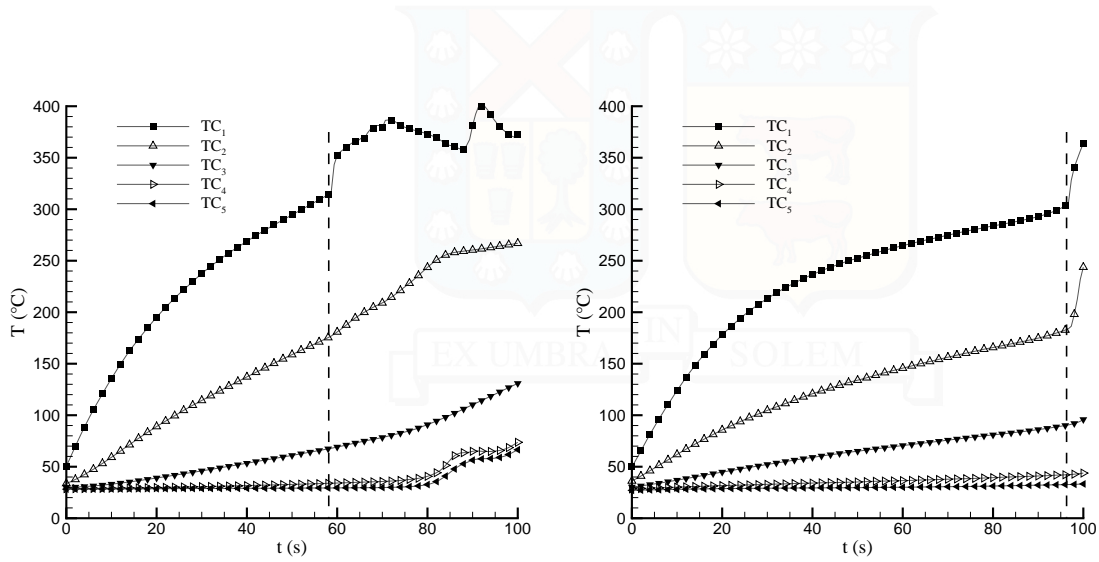 400
350
300
250
200
150
100
50
0
T (°C)
TC₁
TC₂
TC₃
TC₄
TC₅
0 20 40 60 80 100
t (s)
400
350
300
250
200
150
100
50
0
T (°C)
TC₁
TC₂
TC₃
TC₄
TC₅
0 20 40 60 80 100
t (s)
EX UMBRA IN SOLEM